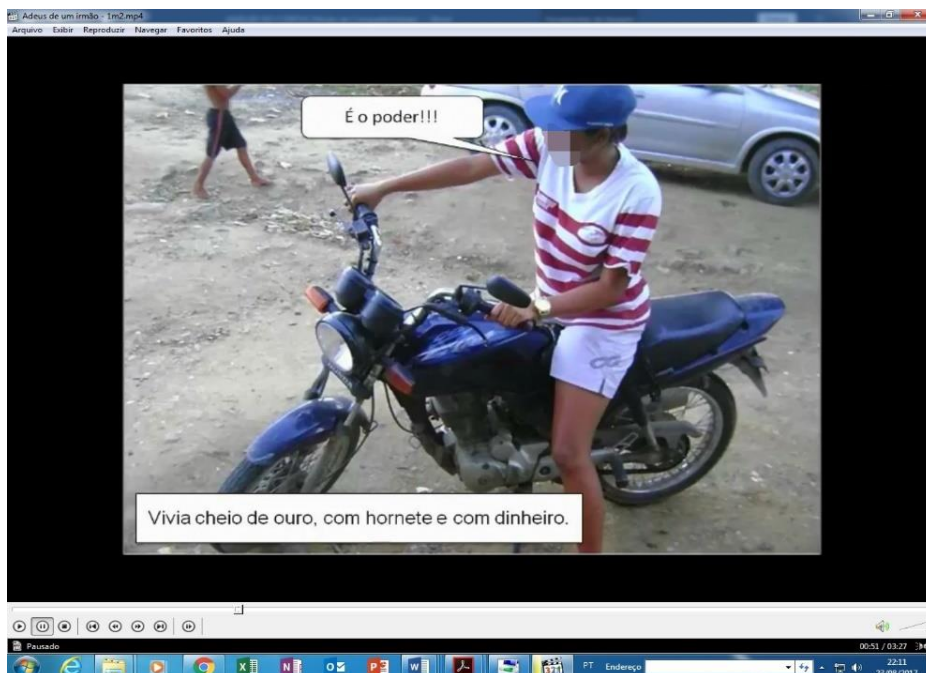 Adeus de um irmão - 1m2.mp4
Arquivo Exibir Reproduzir Navegar Favoritos Ajuda
É o poder!!!
Vivia cheio de ouro, com hornete e com dinheiro.
Pausado
00:51 / 03:27
PT Endereço
22:11